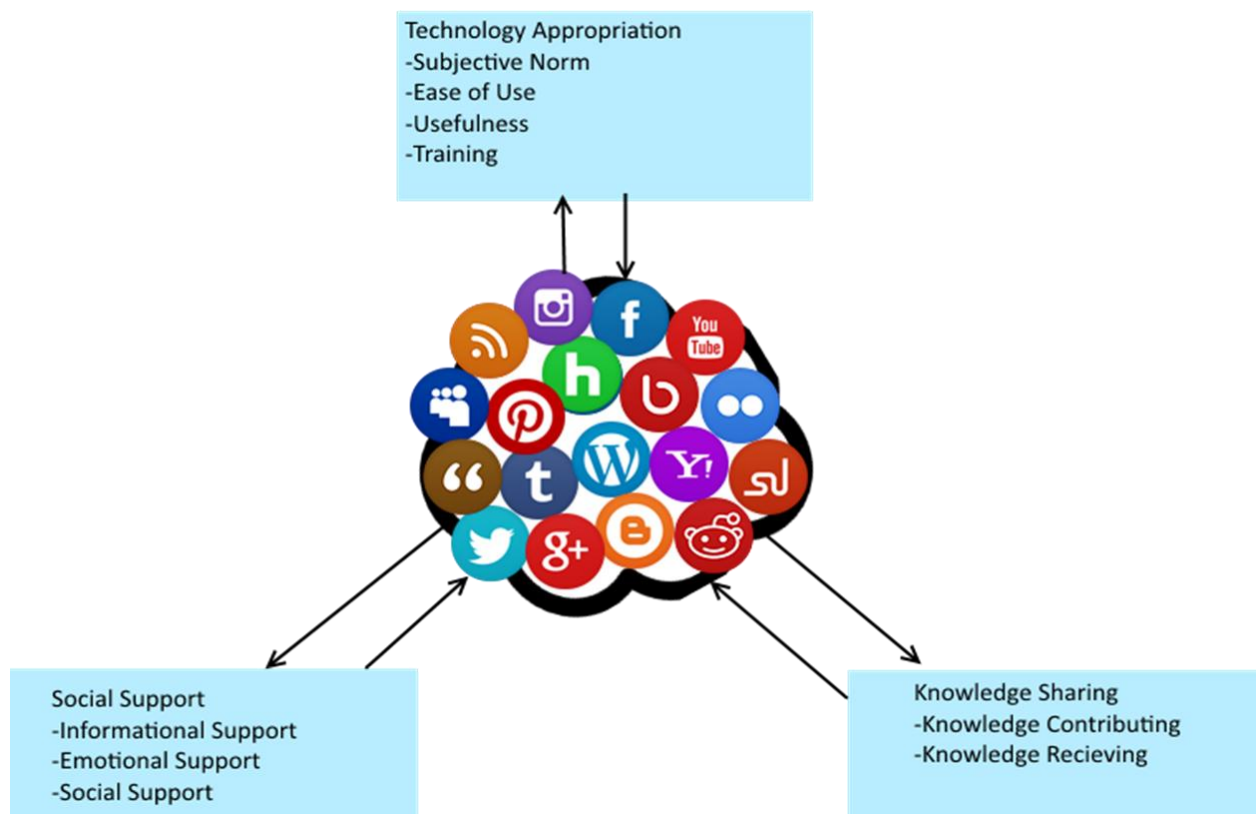 Technology Appropriation
-Subjective Norm
-Ease of Use
-Usefulness
-Training
f
You
Tube
h
b
t
W
Y!
g+
B
Social Support
-Informational Support
-Emotional Support
-Social Support
Knowledge Sharing
-Knowledge Contributing
-Knowledge Recieving